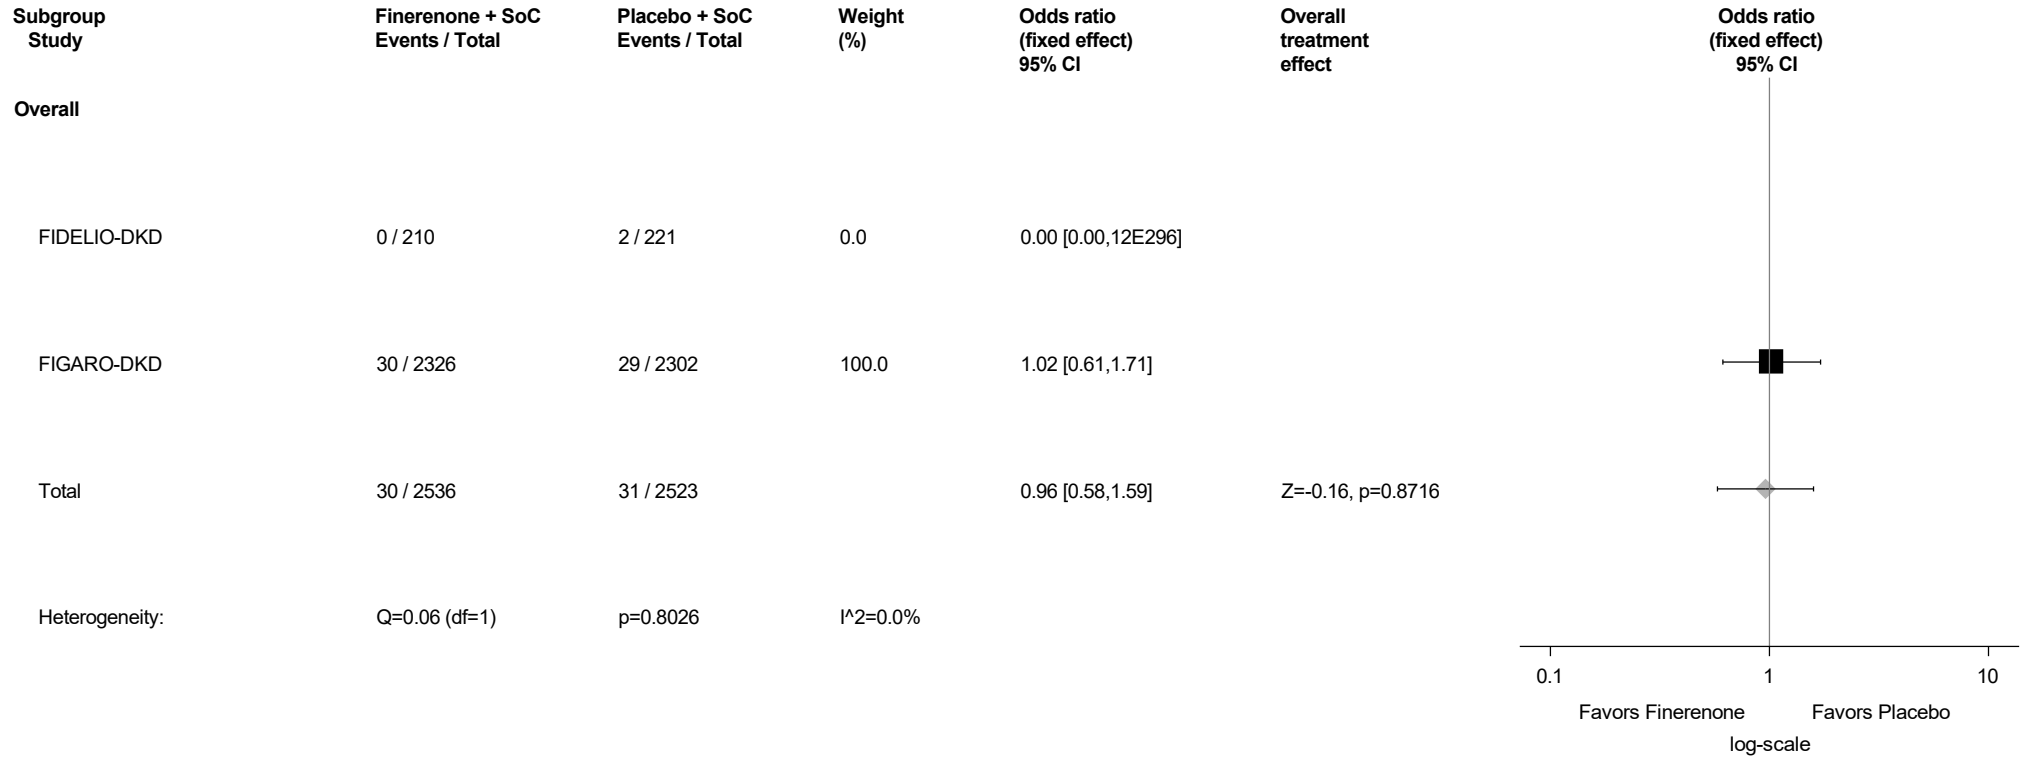 Subgroup Finerenone + SoC Placebo + SoC Weight Odds ratio Overall Odds ratio
Study Events / Total Events / Total (%) (fixed effect) treatment (fixed effect)
95% CI effect 95% CI
Overall
FIDELIO-DKD 0 / 210 2 / 221 0.0 0.00 [0.00,12E296]
FIGARO-DKD 30 / 2326 29 / 2302 100.0 1.02 [0.61,1.71]
Total 30 / 2536 31 / 2523 0.96 [0.58,1.59] Z=-0.16, p=0.8716
Heterogeneity: Q=0.06 (df=1) p=0.8026 I^2=0.0%
0.1 1 10
Favors Finerenone Favors Placebo
log-scale